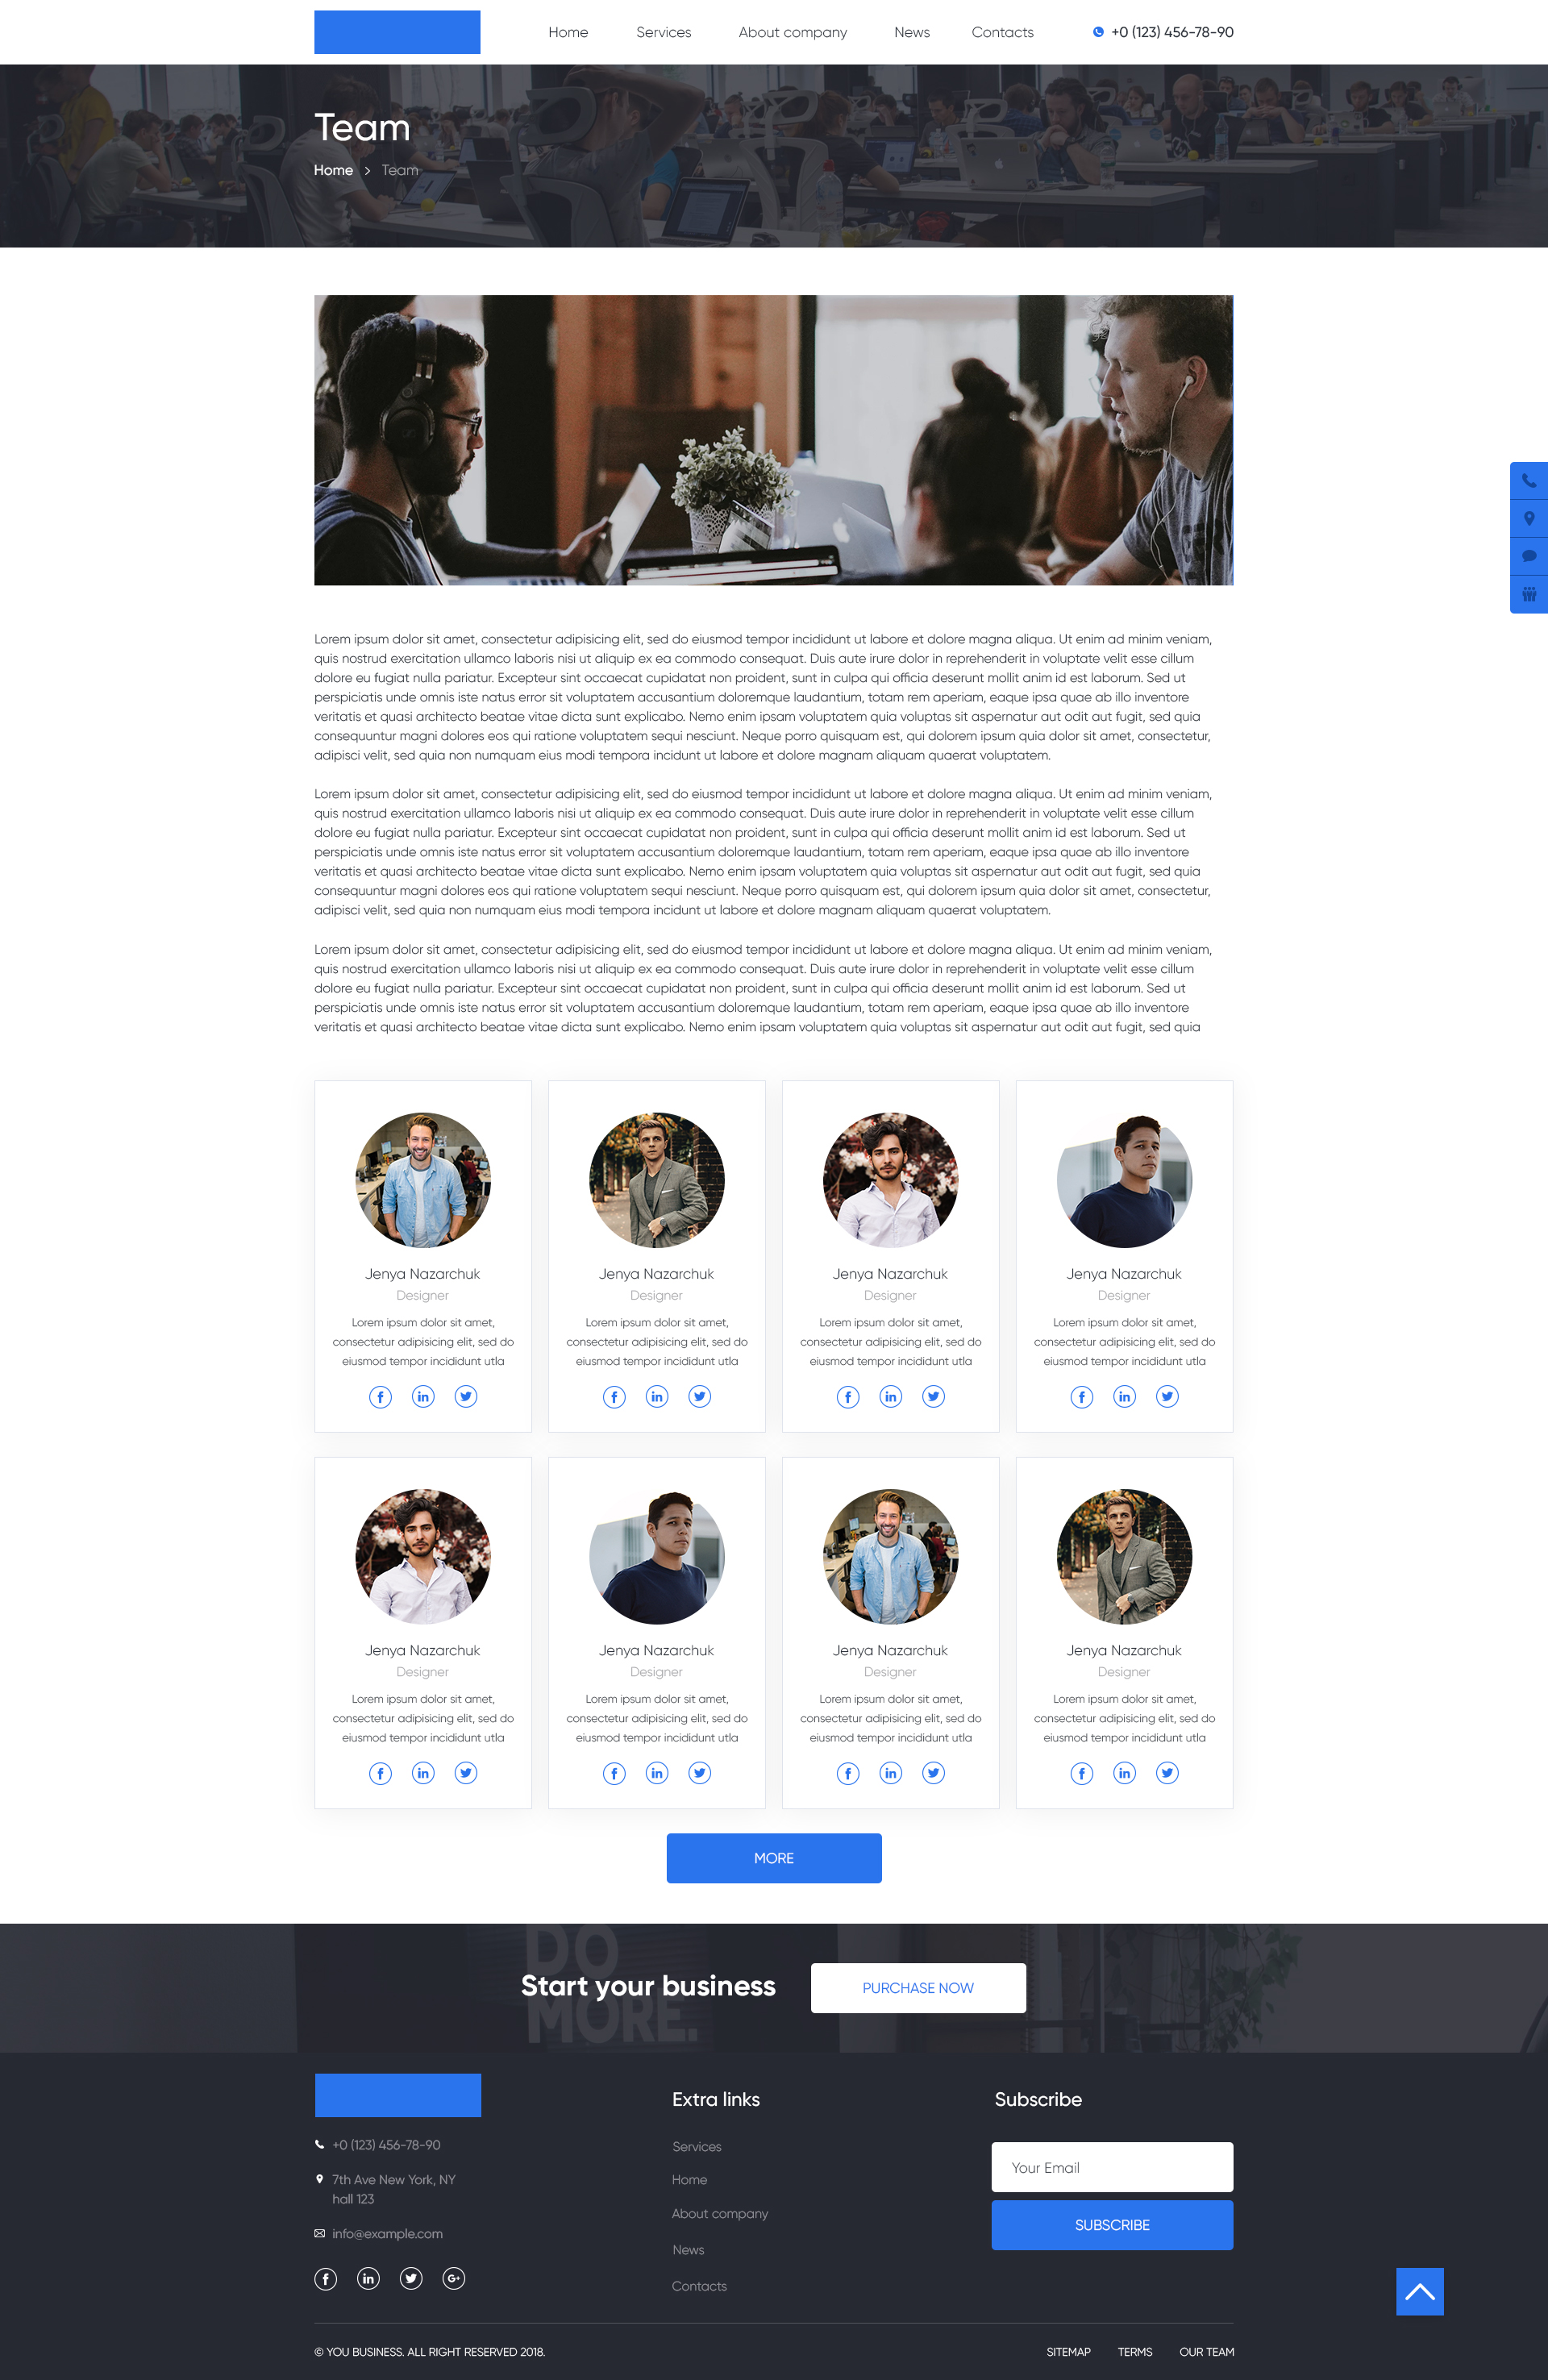 Home Services About company News Contacts +0 (123) 456-78-90
Team
Home > Team
Lorem ipsum dolor sit amet, consectetur adipisicing elit, sed do eiusmod tempor incididunt ut labore et dolore magna aliqua. Ut enim ad minim veniam,
quis nostrud exercitation ullamco laboris nisi ut aliquip ex ea commodo consequat. Duis aute irure dolor in reprehenderit in voluptate velit esse cillum
dolore eu fugiat nulla pariatur. Excepteur sint occaecat cupidatat non proident, sunt in culpa qui officia deserunt mollit anim id est laborum. Sed ut
perspiciatis unde omnis iste natus error sit voluptatem accusantium doloremque laudantium, totam rem aperiam, eaque ipsa quae ab illo inventore
veritatis et quasi architecto beatae vitae dicta sunt explicabo. Nemo enim ipsam voluptatem quia voluptas sit aspernatur aut odit aut fugit, sed quia
consequuntur magni dolores eos qui ratione voluptatem sequi nesciunt. Neque porro quisquam est, qui dolorem ipsum quia dolor sit amet, consectetur,
adipisci velit, sed quia non numquam eius modi tempora incidunt ut labore et dolore magnam aliquam quaerat voluptatem.
Lorem ipsum dolor sit amet, consectetur adipisicing elit, sed do eiusmod tempor incididunt ut labore et dolore magna aliqua. Ut enim ad minim veniam,
quis nostrud exercitation ullamco laboris nisi ut aliquip ex ea commodo consequat. Duis aute irure dolor in reprehenderit in voluptate velit esse cillum
dolore eu fugiat nulla pariatur. Excepteur sint occaecat cupidatat non proident, sunt in culpa qui officia deserunt mollit anim id est laborum. Sed ut
perspiciatis unde omnis iste natus error sit voluptatem accusantium doloremque laudantium, totam rem aperiam, eaque ipsa quae ab illo inventore
veritatis et quasi architecto beatae vitae dicta sunt explicabo. Nemo enim ipsam voluptatem quia voluptas sit aspernatur aut odit aut fugit, sed quia
consequuntur magni dolores eos qui ratione voluptatem sequi nesciunt. Neque porro quisquam est, qui dolorem ipsum quia dolor sit amet, consectetur,
adipisci velit, sed quia non numquam eius modi tempora incidunt ut labore et dolore magnam aliquam quaerat voluptatem.
Lorem ipsum dolor sit amet, consectetur adipisicing elit, sed do eiusmod tempor incididunt ut labore et dolore magna aliqua. Ut enim ad minim veniam,
quis nostrud exercitation ullamco laboris nisi ut aliquip ex ea commodo consequat. Duis aute irure dolor in reprehenderit in voluptate velit esse cillum
dolore eu fugiat nulla pariatur. Excepteur sint occaecat cupidatat non proident, sunt in culpa qui officia deserunt mollit anim id est laborum. Sed ut
perspiciatis unde omnis iste natus error sit voluptatem accusantium doloremque laudantium, totam rem aperiam, eaque ipsa quae ab illo inventore
veritatis et quasi architecto beatae vitae dicta sunt explicabo. Nemo enim ipsam voluptatem quia voluptas sit aspernatur aut odit aut fugit, sed quia
Jenya Nazarchuk
Designer
Lorem ipsum dolor sit amet,
consectetur adipisicing elit, sed do
eiusmod tempor incididunt utla
Jenya Nazarchuk
Designer
Lorem ipsum dolor sit amet,
consectetur adipisicing elit, sed do
eiusmod tempor incididunt utla
Jenya Nazarchuk
Designer
Lorem ipsum dolor sit amet,
consectetur adipisicing elit, sed do
eiusmod tempor incididunt utla
Jenya Nazarchuk
Designer
Lorem ipsum dolor sit amet,
consectetur adipisicing elit, sed do
eiusmod tempor incididunt utla
Jenya Nazarchuk
Designer
Lorem ipsum dolor sit amet,
consectetur adipisicing elit, sed do
eiusmod tempor incididunt utla
Jenya Nazarchuk
Designer
Lorem ipsum dolor sit amet,
consectetur adipisicing elit, sed do
eiusmod tempor incididunt utla
Jenya Nazarchuk
Designer
Lorem ipsum dolor sit amet,
consectetur adipisicing elit, sed do
eiusmod tempor incididunt utla
Jenya Nazarchuk
Designer
Lorem ipsum dolor sit amet,
consectetur adipisicing elit, sed do
eiusmod tempor incididunt utla
MORE
DO
MORE.
Start your business
PURCHASE NOW
+0 (123) 456-78-90
7th Ave New York, NY
hall 123
info@example.com
Extra links
Services
Home
About company
News
Contacts
Subscribe
Your Email
SUBSCRIBE
© YOU BUSINESS. ALL RIGHT RESERVED 2018.
SITEMAP TERMS OUR TEAM